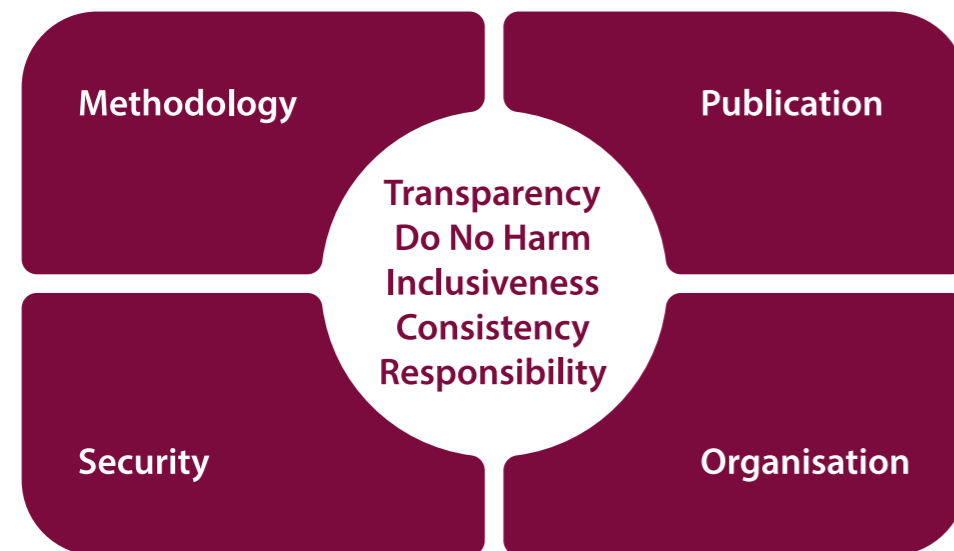 Methodology
Publication
Transparency
Do No Harm
Inclusiveness
Consistency
Responsibility
Security
Organisation